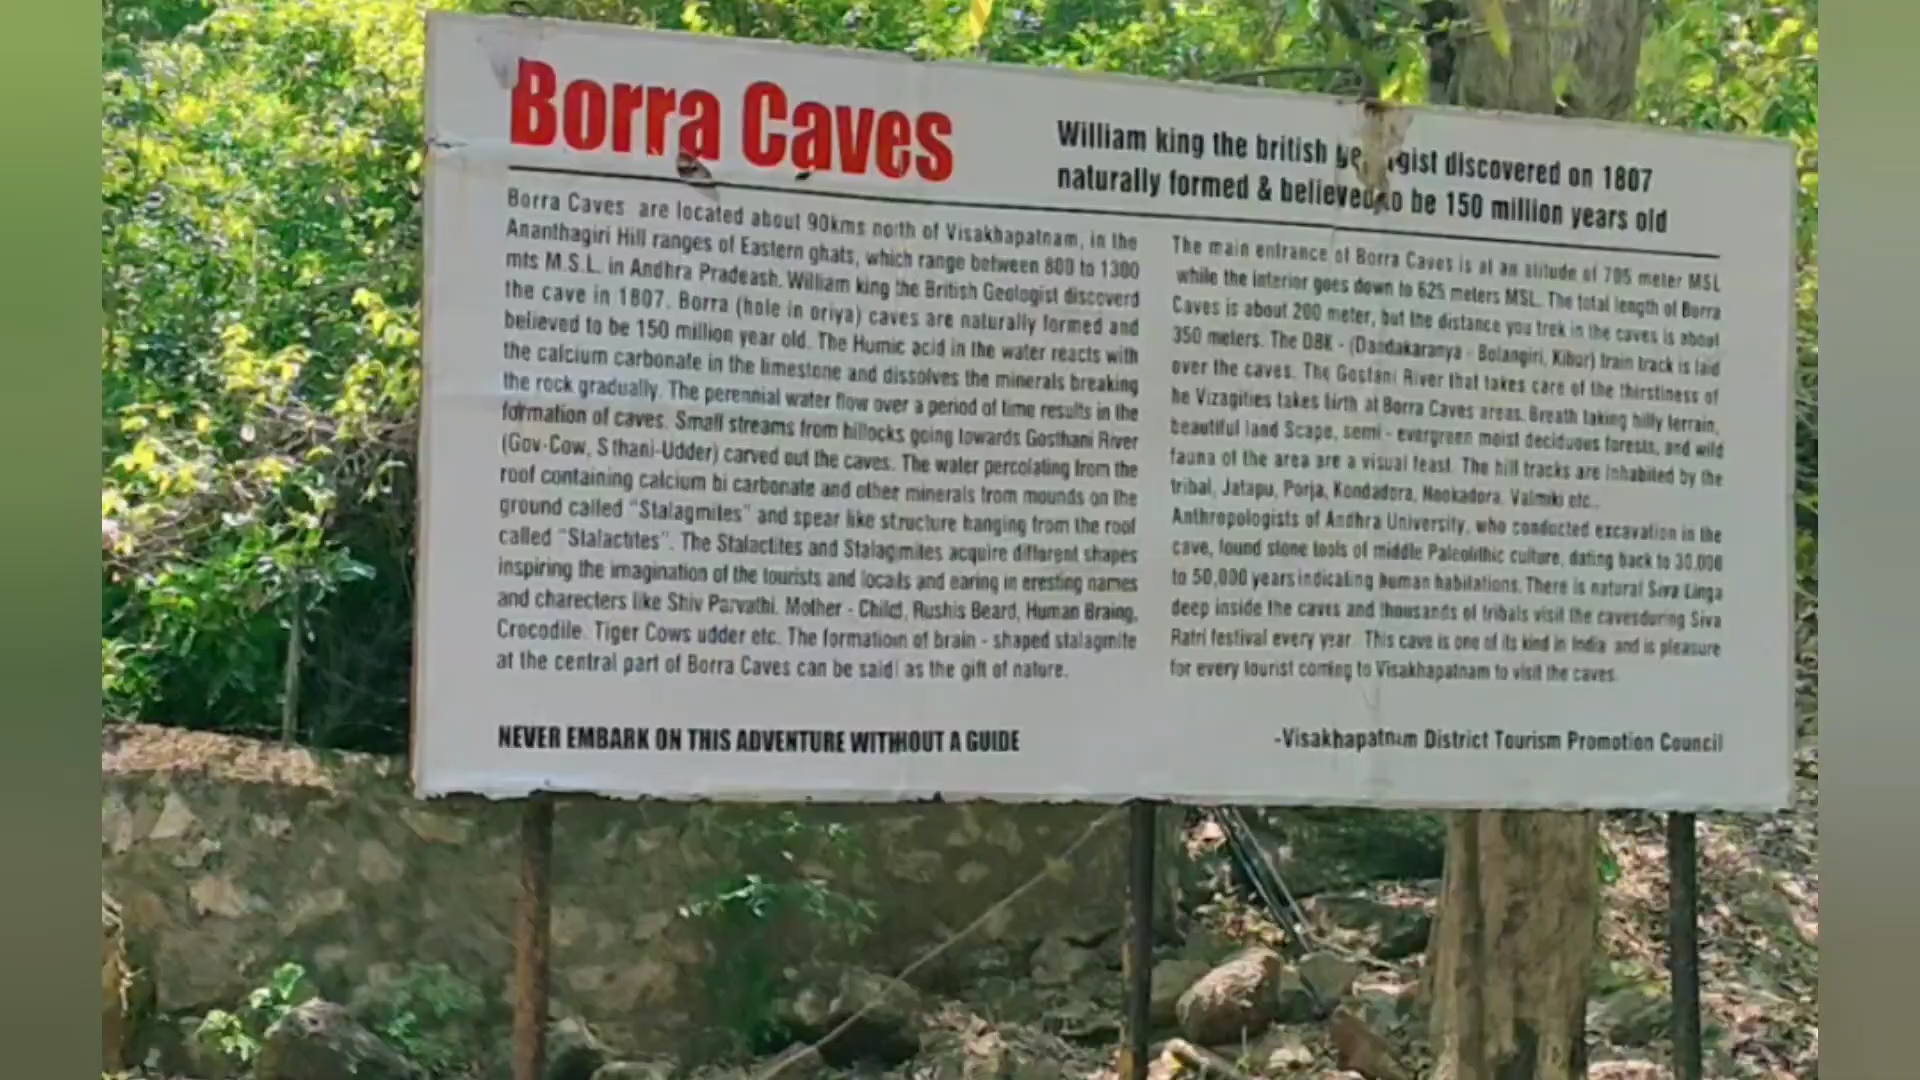 Borra Caves
William king the british gist discovered on 1807
naturally formed & believed to be 150 million years old
Borra Caves are located about 90kms north of Visakhapatnam, in the
Ananthagiri Hill ranges of Eastern ghats, which range between 800 to 1300
mts M.S.L. in Andhra Pradeash. William king the British Geologist discoverd
the cave in 1807. Borra (hole in oriya) caves are naturally formed and
believed to be 150 million year old. The Humic acid in the water reacts with
the calcium carbonate in the limestone and dissolves the minerals breaking
the rock gradually. The perennial water flow over a period of time results in the
formation of caves. Small streams from hillocks going towards Gosthani River
(Gov-Cow, Sthani-Udder) carved out the caves. The water percolating from the
roof containing calcium bi carbonate and other minerals from mounds on the
ground called "Stalagmites" and spear like structure hanging from the roof
called "Stalactites". The Stalactites and Stalagmites acquire different shapes
inspiring the imagination of the tourists and locals and earing in eresting names
and charecters like Shiv Parvathi. Mother - Child, Rushis Beard, Human Braing,
Crocodile. Tiger Cows udder etc. The formation of brain - shaped stalagmite
at the central part of Borra Caves can be said as the gift of nature.
The main entrance of Borra Caves is at an altitude of 705 meter MSL
while the interior goes down to 625 meters MSL. The total length of Borra
Caves is about 200 meter, but the distance you trek in the caves is about
350 meters. The DBK - (Dandakaranya - Bolangiri, Kibur) train track is laid
over the caves. The Gostani River that takes care of the thirstiness of
he Vizagities takes birth at Borra Caves areas. Breath taking hilly terrain,
beautiful land Scape, semi - evergreen moist deciduous forests, and wild
fauna of the area are a visual feast. The hill tracks are inhabited by the
tribal, Jatapu, Porja, Kondadora, Nookadora, Valmiki etc..
Anthropologists of Andhra University, who conducted excavation in the
cave, found stone tools of middle Paleolithic culture, dating back to 30,000
to 50,000 years indicating human habitations. There is natural Siva Linga
deep inside the caves and thousands of tribals visit the cavesduring Siva
Ratri festival every year. This cave is one of its kind in India and is pleasure
for every tourist coming to Visakhapatnam to visit the caves.
NEVER EMBARK ON THIS ADVENTURE WITHOUT A GUIDE
-Visakhapatnam District Tourism Promotion Council